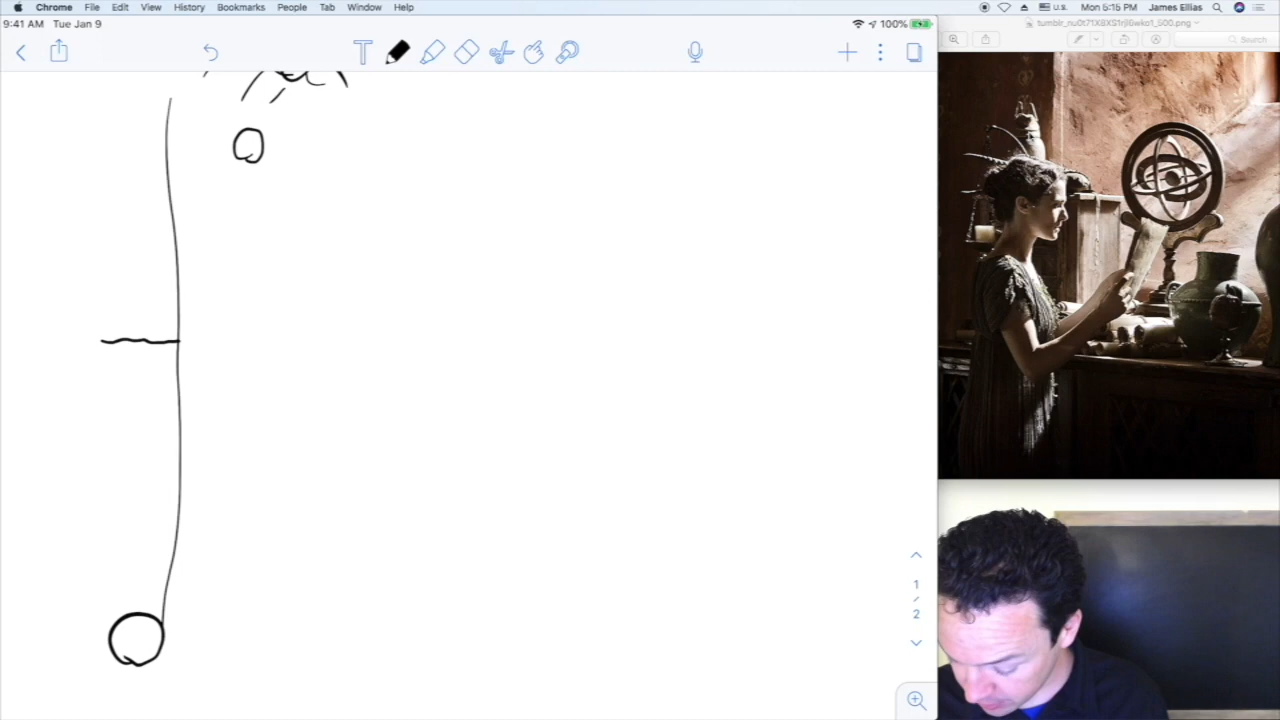 Chrome File Edit View History Bookmarks People Tab Window Help U.S. Mon 5:15 PM James Ellias
9:41 AM Tue Jan 9 100%
Search
T
1
2